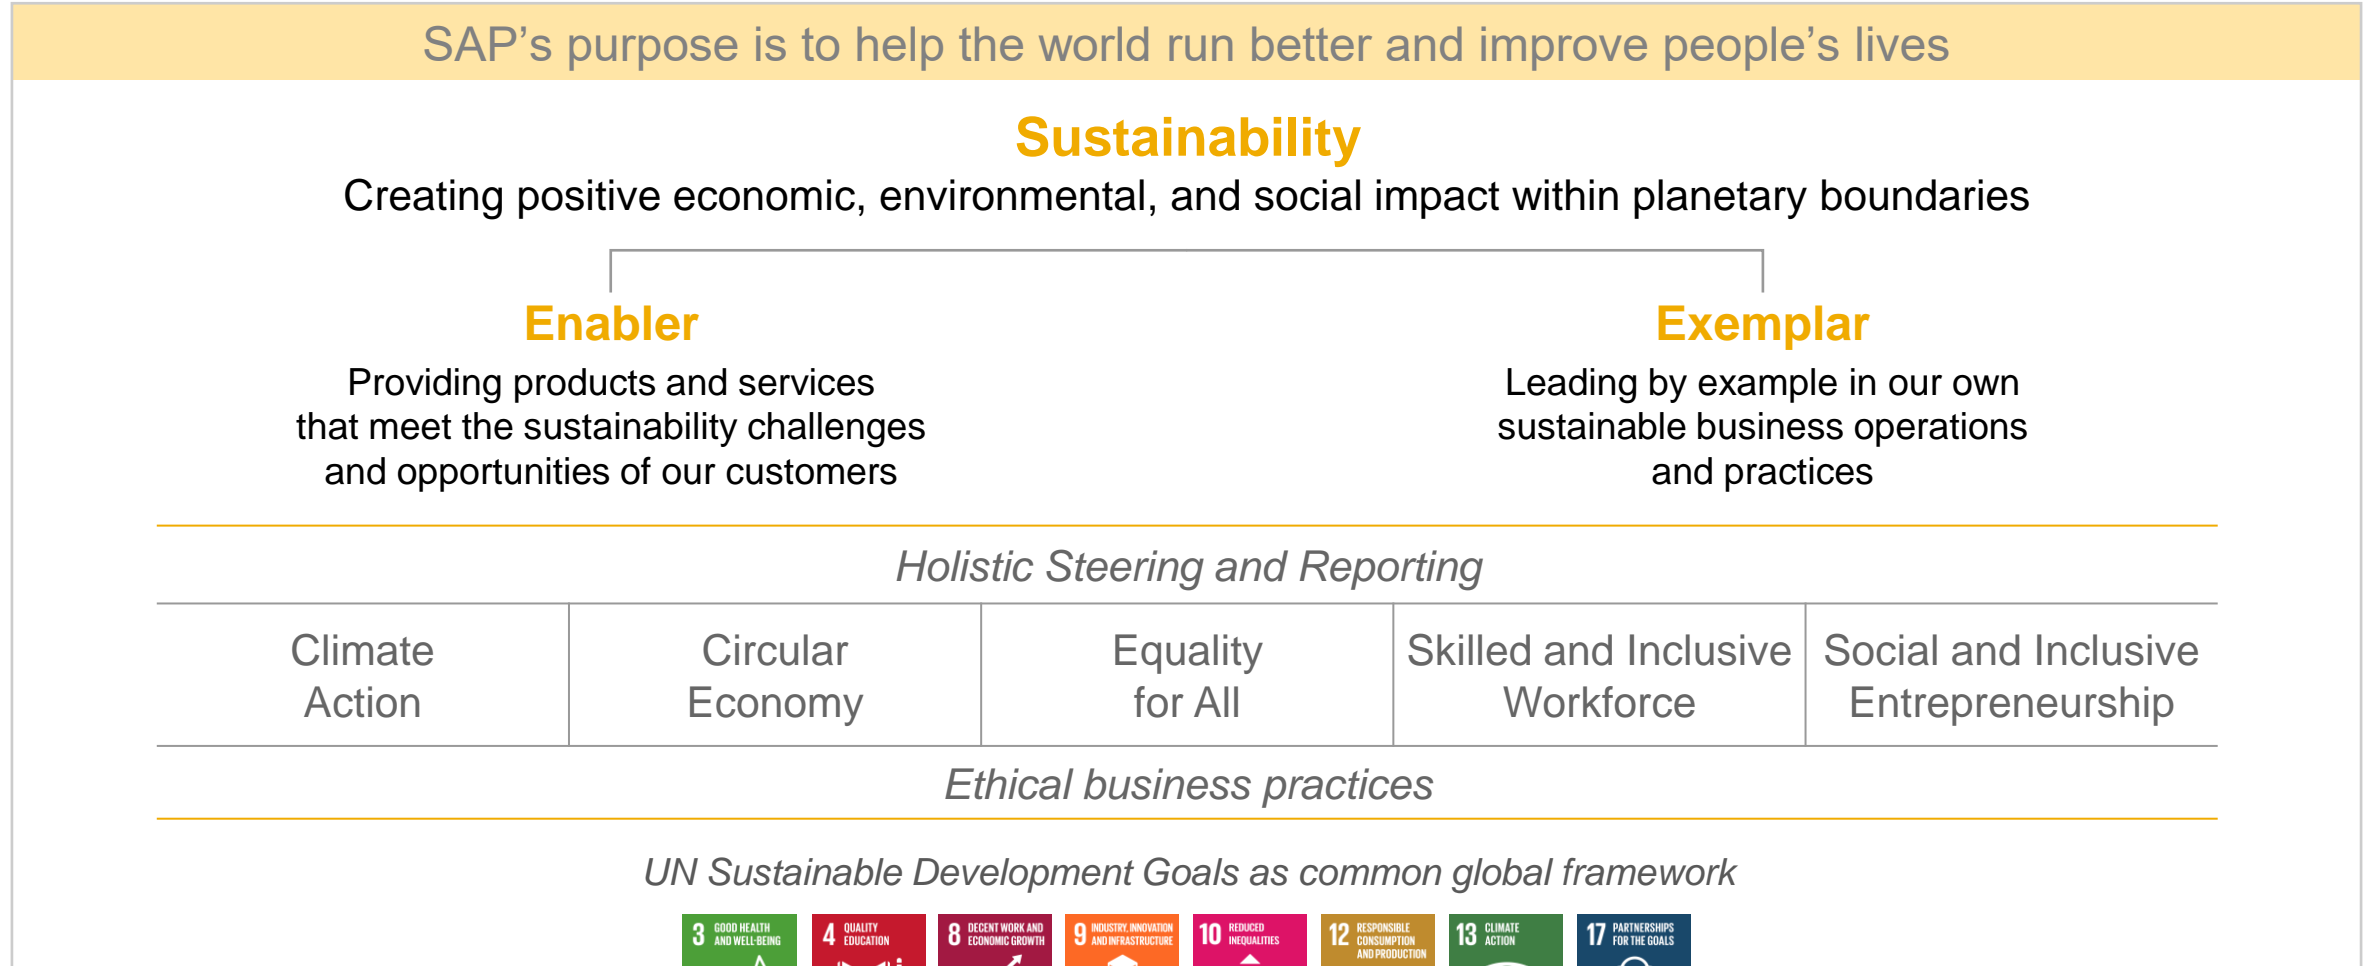 SAP’s purpose is to help the world run better and improve people’s lives
Sustainability
Creating positive economic, environmental, and social impact within planetary boundaries
Enabler
Providing products and services
that meet the sustainability challenges
and opportunities of our customers
Exemplar
Leading by example in our own
sustainable business operations
and practices
Holistic Steering and Reporting
Climate
Action
Circular
Economy
Equality
for All
Skilled and Inclusive
Workforce
Social and Inclusive
Entrepreneurship
Ethical business practices
UN Sustainable Development Goals as common global framework
3 GOOD HEALTH
AND WELL-BEING
4 QUALITY
EDUCATION
8 DECENT WORK AND
ECONOMIC GROWTH
9 INDUSTRY, INNOVATION
AND INFRASTRUCTURE
10 REDUCED
INEQUALITIES
12 RESPONSIBLE
CONSUMPTION
AND PRODUCTION
13 CLIMATE
ACTION
17 PARTNERSHIPS
FOR THE GOALS